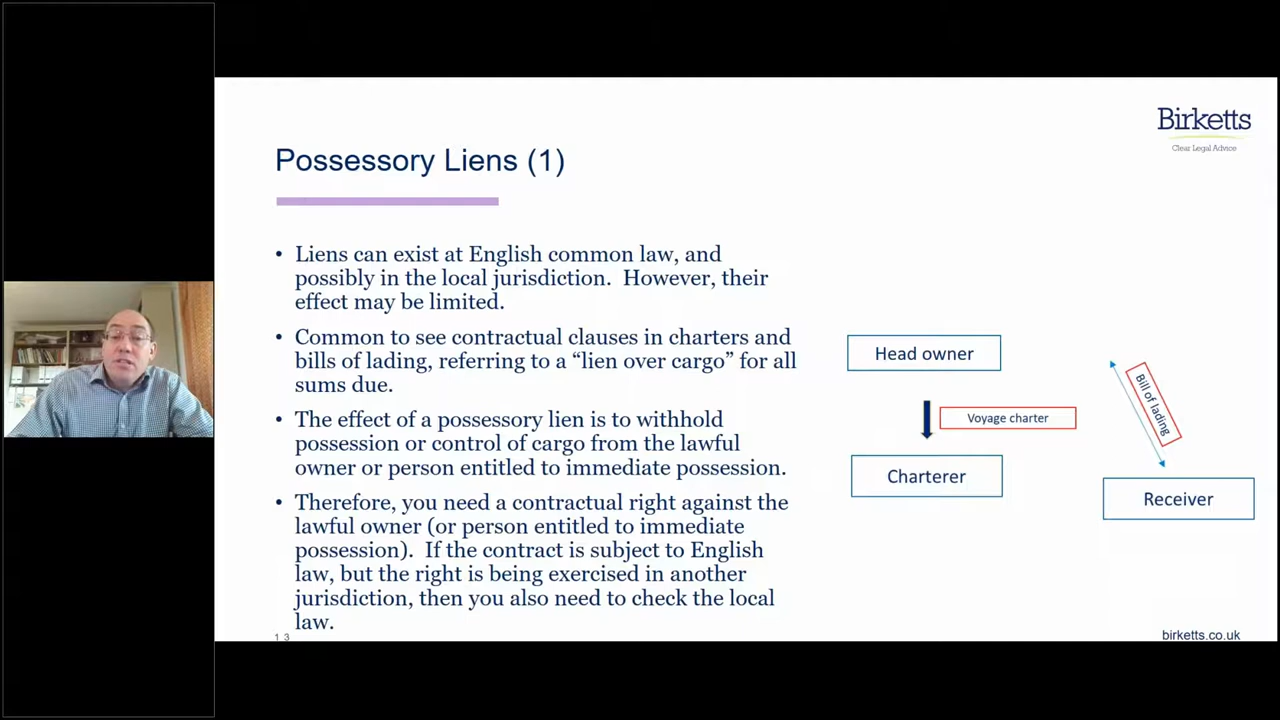 Birketts
Clear Legal Advice
Possessory Liens (1)
• Liens can exist at English common law, and
possibly in the local jurisdiction. However, their
effect may be limited.
• Common to see contractual clauses in charters and
bills of lading, referring to a “lien over cargo” for all
sums due.
• The effect of a possessory lien is to withhold
possession or control of cargo from the lawful
owner or person entitled to immediate possession.
• Therefore, you need a contractual right against the
lawful owner (or person entitled to immediate
possession). If the contract is subject to English
law, but the right is being exercised in another
jurisdiction, then you also need to check the local
law.
Head owner
Voyage charter
Charterer
Bill of lading
Receiver
13
birketts.co.uk